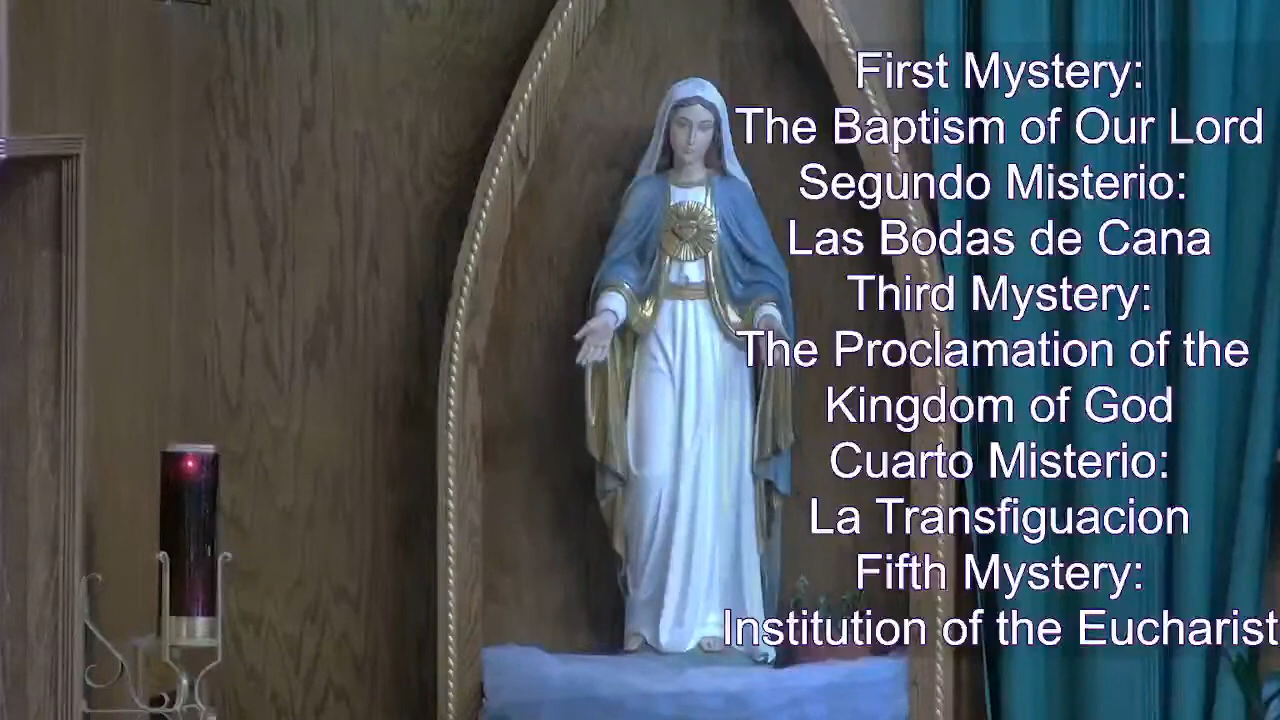 First Mystery:
The Baptism of Our Lord
Segundo Misterio:
Las Bodas de Cana
Third Mystery:
The Proclamation of the
Kingdom of God
Cuarto Misterio:
La Transfiguacion
Fifth Mystery:
Institution of the Eucharist